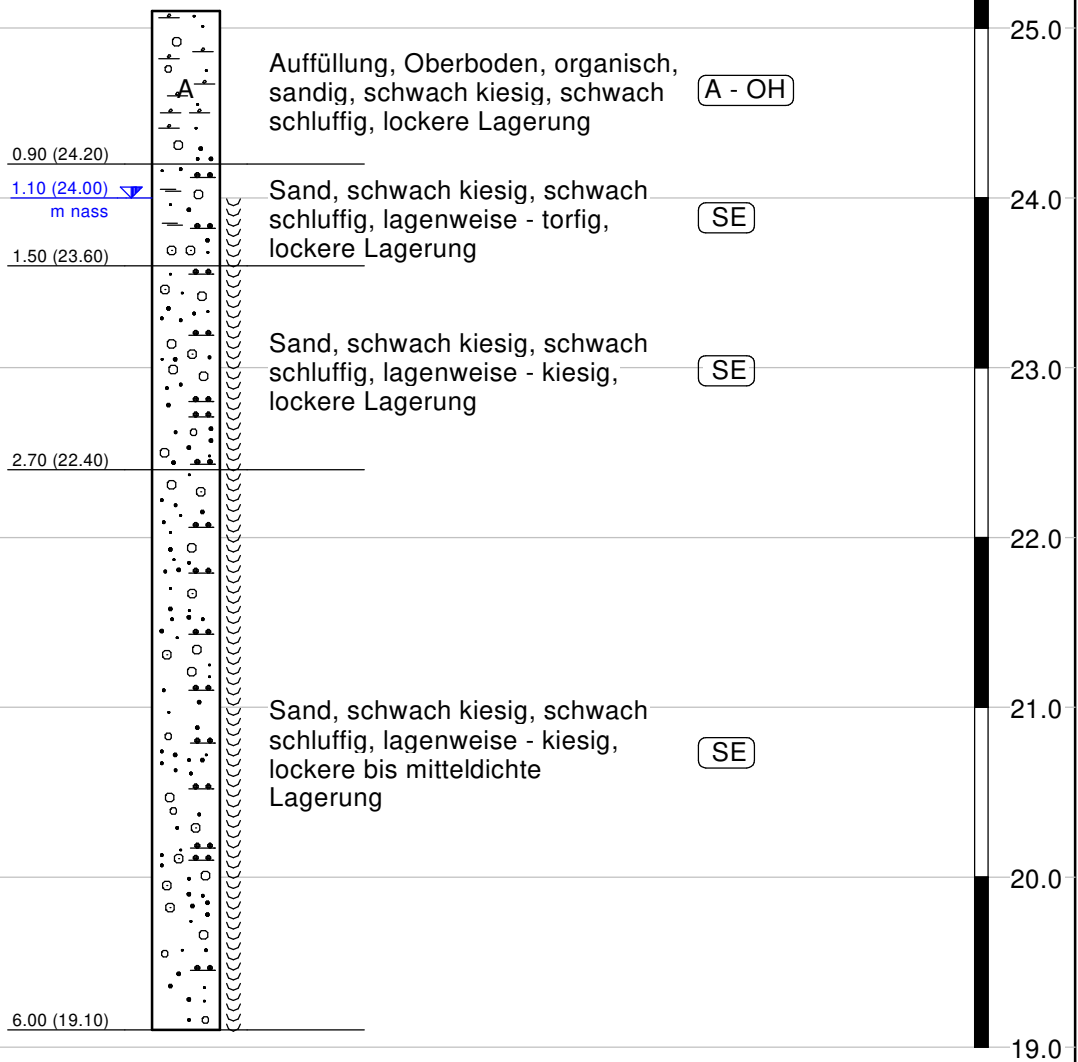 25.0
Auffüllung, Oberboden, organisch,
sandig, schwach kiesig, schwach
schluffig, lockere Lagerung
A - OH
A
0.90 (24.20)
1.10 (24.00)
m nass
Sand, schwach kiesig, schwach
schluffig, lagenweise - torfig,
lockere Lagerung
SE
24.0
1.50 (23.60)
Sand, schwach kiesig, schwach
schluffig, lagenweise - kiesig,
lockere Lagerung
SE
23.0
2.70 (22.40)
22.0
21.0
Sand, schwach kiesig, schwach
schluffig, lagenweise - kiesig,
lockere bis mitteldichte
Lagerung
SE
20.0
6.00 (19.10)
19.0